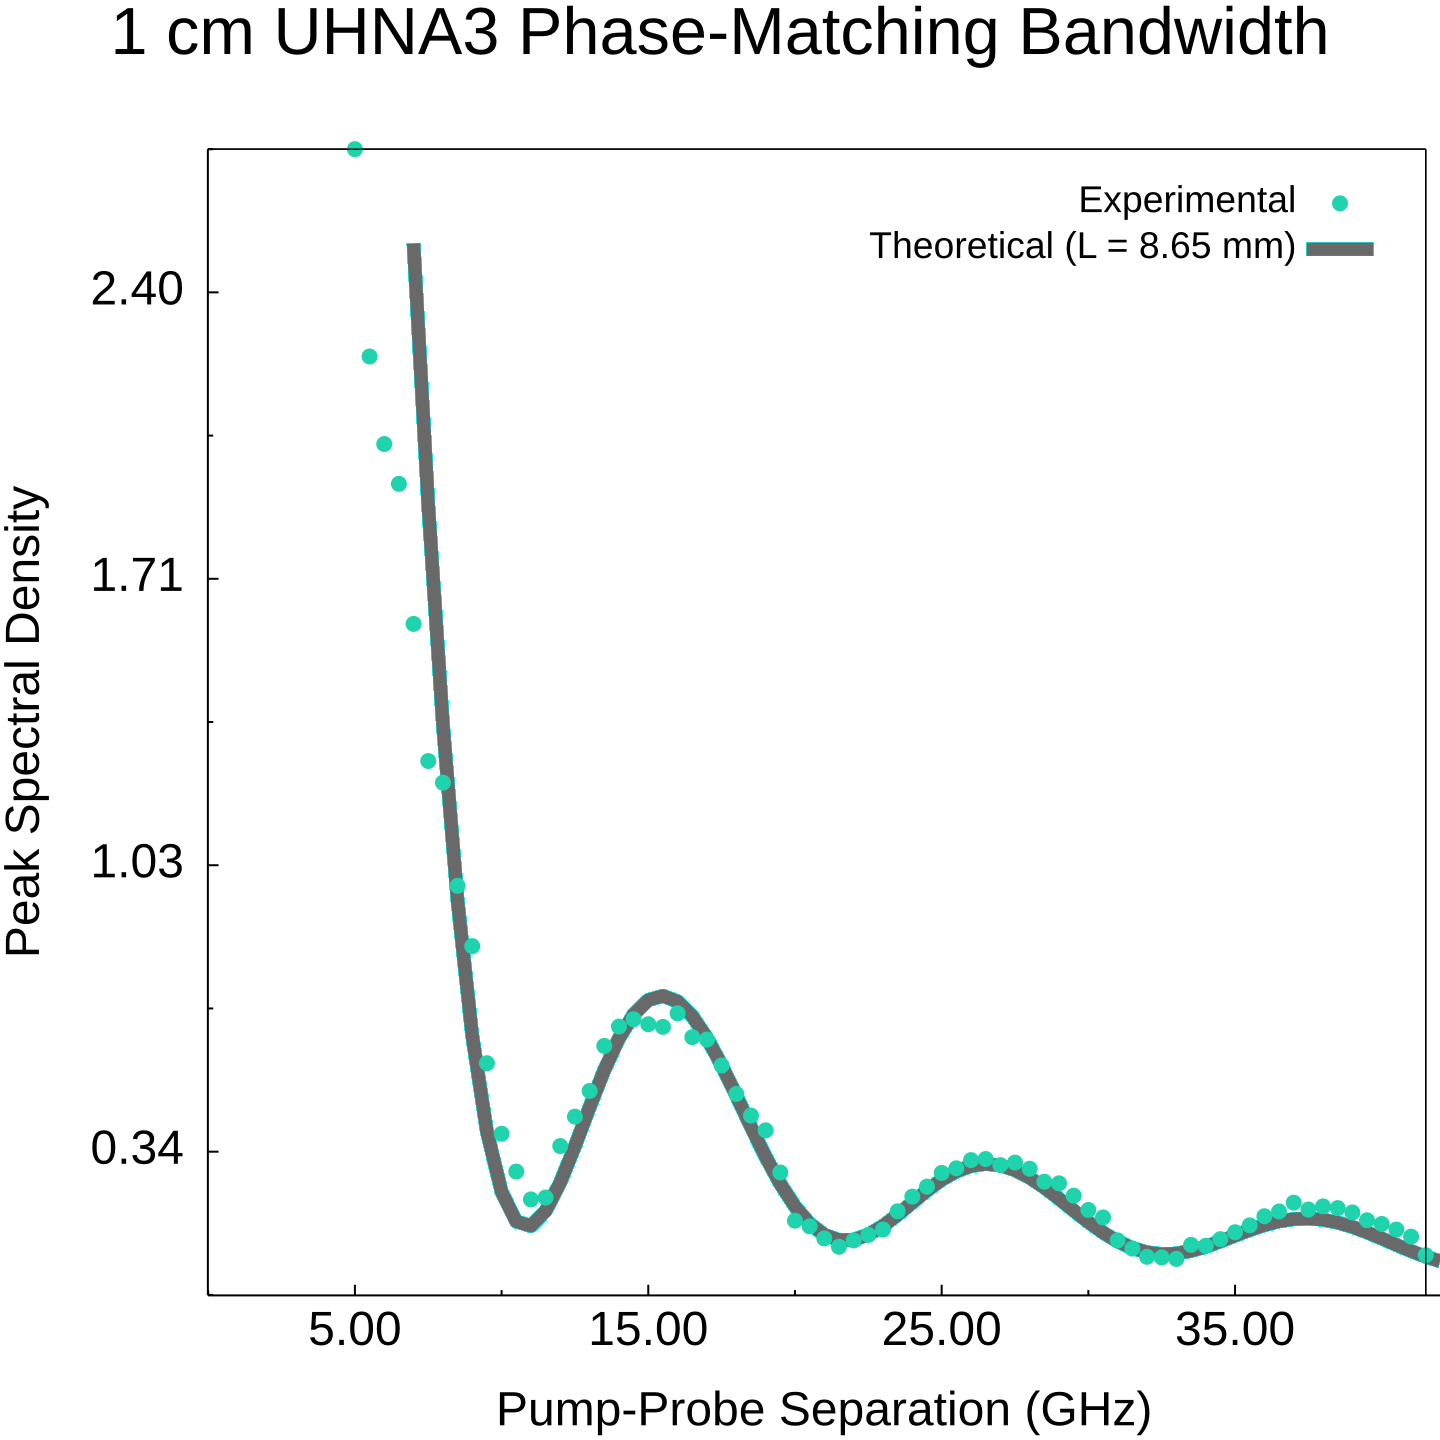 1 cm UHNA3 Phase-Matching Bandwidth
Experimental
Theoretical (L = 8.65 mm)
2.40
1.71
1.03
0.34
Peak Spectral Density
5.00 15.00 25.00 35.00
Pump-Probe Separation (GHz)